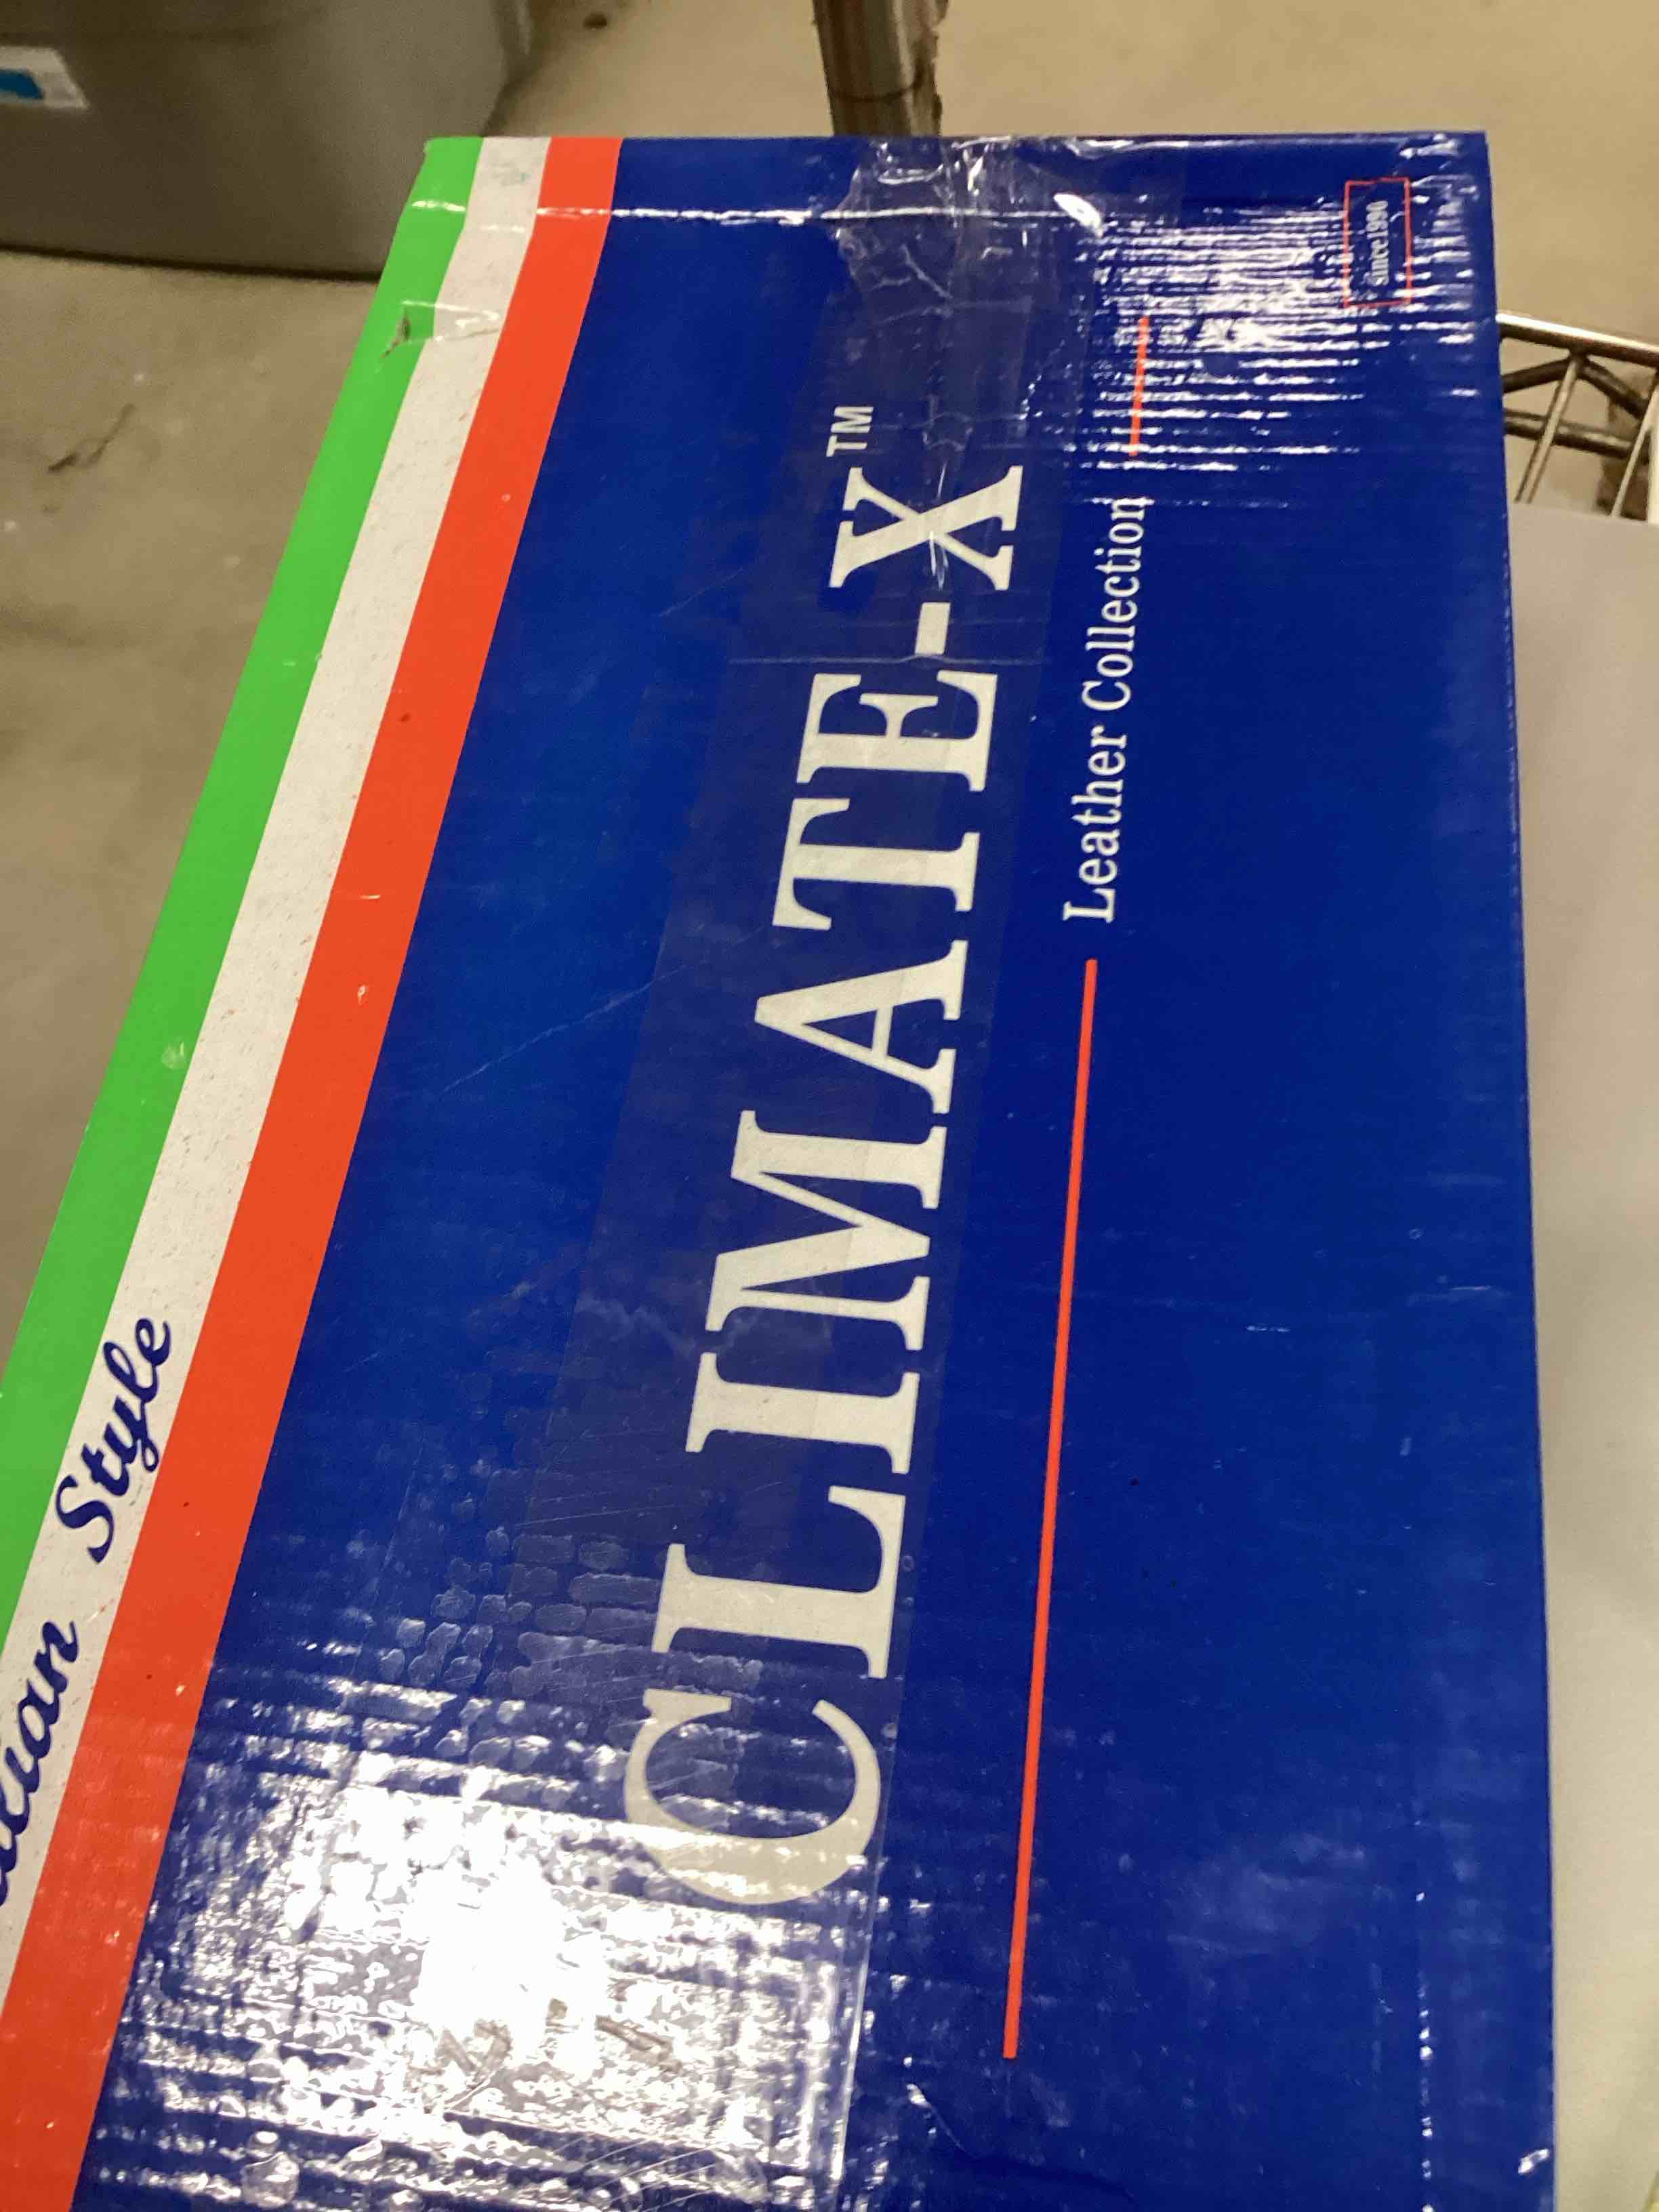 CLIMATE-X™
Leather Collection
since1990
Style